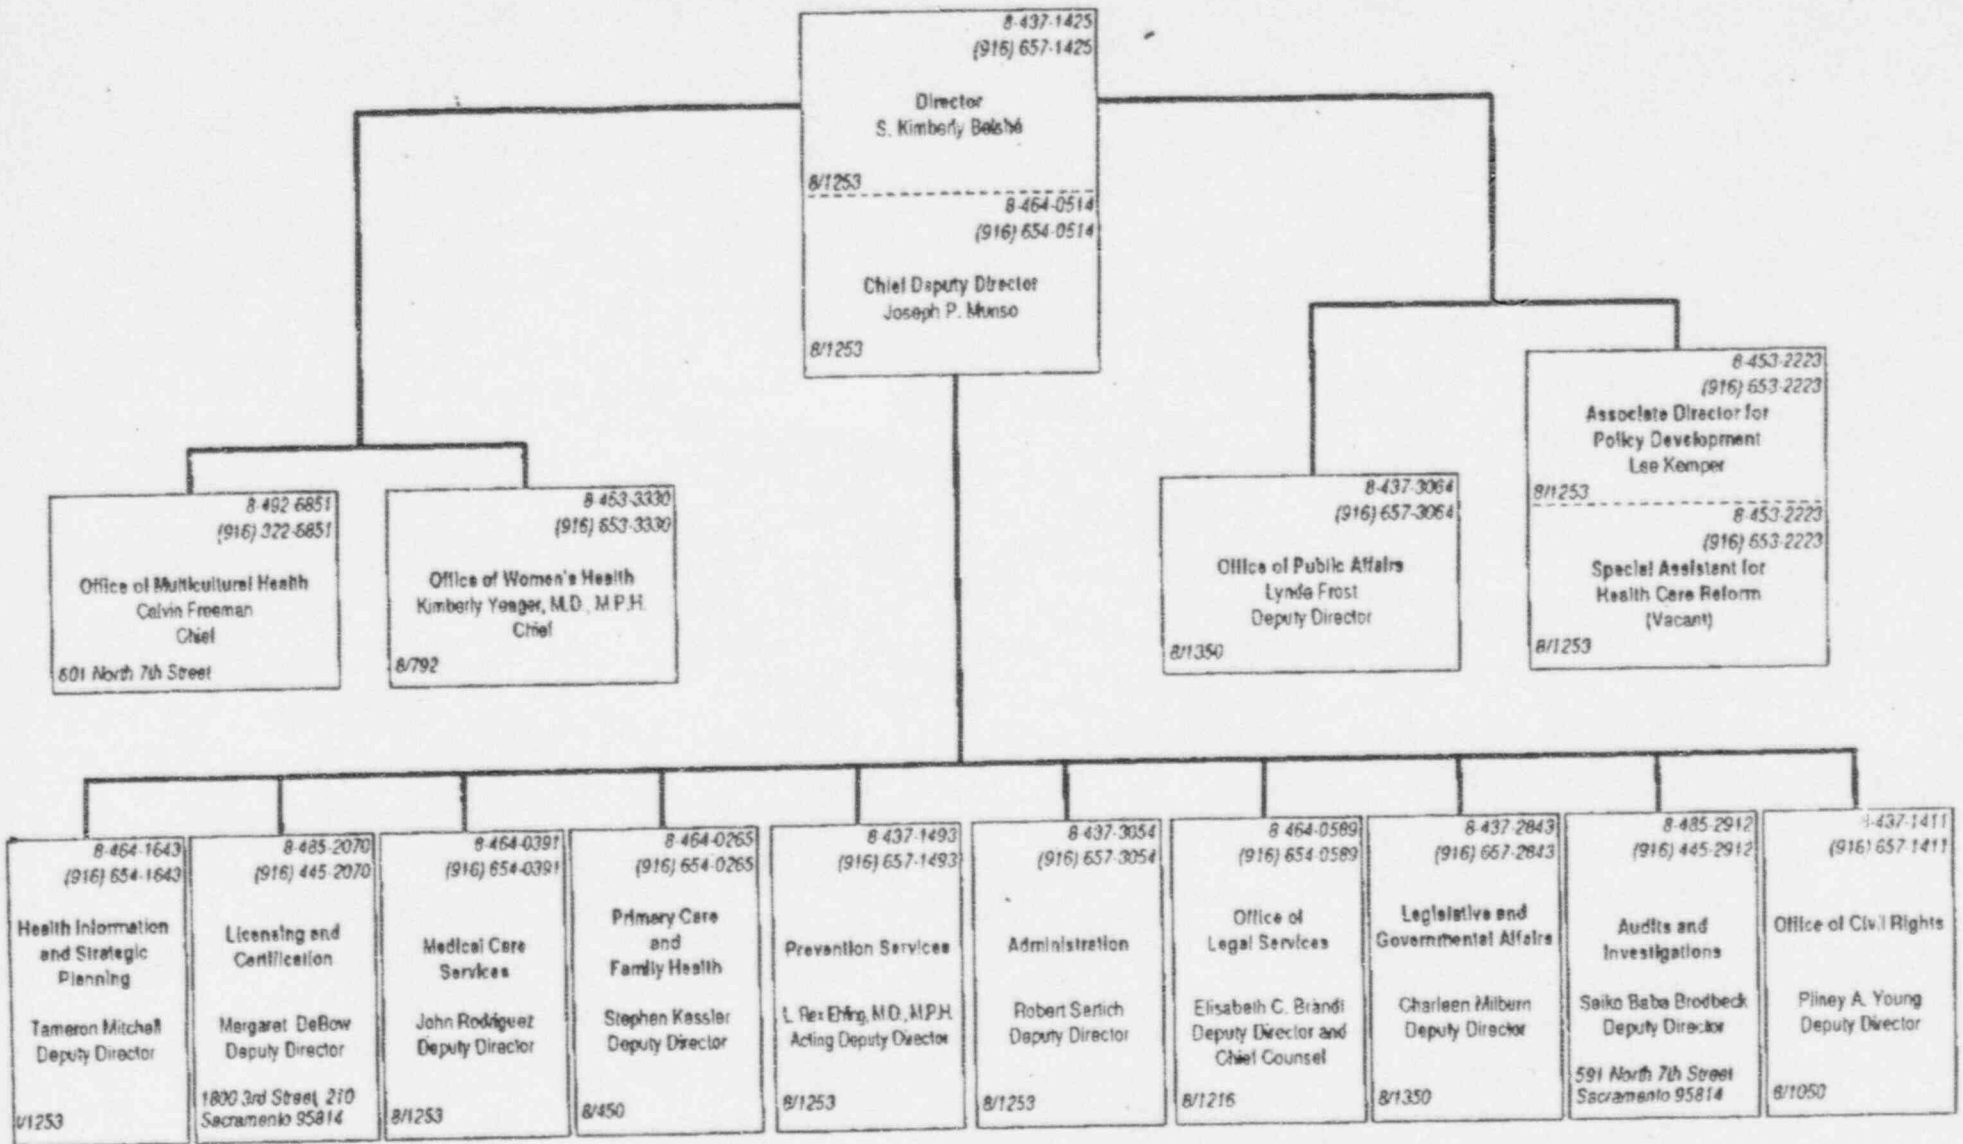 8-437-1425
(916) 657-1425
Director
S. Kimberly Belshé
8/1253
8-464-0514
(916) 654-0514
Chief Deputy Director
Joseph P. Munso
8/1253
8-492-6851
(916) 322-6851
Office of Multicultural Health
Calvin Freeman
Chief
601 North 7th Street
8-453-3330
(916) 653-3330
Office of Women's Health
Kimberly Yeager, M.D., M.P.H.
Chief
8/792
8-437-3064
(916) 657-3064
Office of Public Affairs
Lynda Frost
Deputy Director
8/1350
8-453-2223
(916) 653-2223
Associate Director for
Policy Development
Lee Kemper
8/1253
8-453-2223
(916) 653-2223
Special Assistant for
Health Care Reform
(Vacant)
8/1253
8-464-1643
(916) 654-1643
Health Information
and Strategic
Planning
Tameron Mitchell
Deputy Director
/1253
8-485-2070
(916) 445-2070
Licensing and
Certification
Margaret DeBow
Deputy Director
1800 3rd Street, 210
Sacramento 95814
8-464-0391
(916) 654-0391
Medical Care
Services
John Rodriguez
Deputy Director
8/1253
8-464-0265
(916) 654-0265
Primary Care
and
Family Health
Stephen Kessler
Deputy Director
8/450
8-437-1493
(916) 657-1493
Prevention Services
L. Rex Ehling, M.D., M.P.H.
Acting Deputy Director
8/1253
8-437-3054
(916) 657-3054
Administration
Robert Sertich
Deputy Director
8/1253
8-464-0589
(916) 654-0589
Office of
Legal Services
Elisabeth C. Brandt
Deputy Director and
Chief Counsel
8/1216
8-437-2843
(916) 657-2843
Legislative and
Governmental Affairs
Charleen Milburn
Deputy Director
8/1350
8-485-2912
(916) 445-2912
Audits and
Investigations
Seiko Baba Brodbeck
Deputy Director
591 North 7th Street
Sacramento 95814
-437-1411
(916) 657-1411
Office of Civil Rights
Pliney A. Young
Deputy Director
8/1050